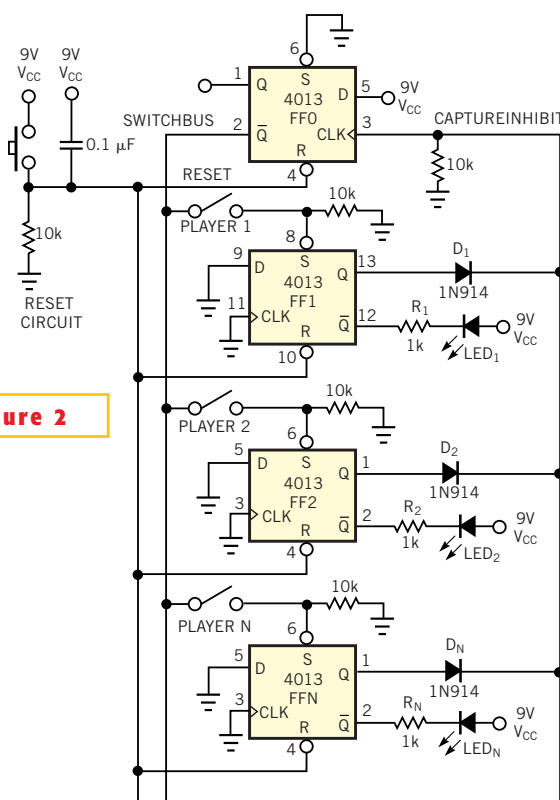 6
9V
VCC
9V
VCC
1
Q
S
D
5
9V
VCC
4013
FF0
SWITCHBUS
2
Q̅
CLK
3
CAPTUREINHIBIT
0.1 µF
R
4
10k
RESET
10k
PLAYER 1
10k
RESET
CIRCUIT
8
9
D
S
Q
13
D1
1N914
4013
FF1
11
CLK
Q̅
12
R1
1k
9V
VCC
LED1
R
10
ure 2
10k
PLAYER 2
6
5
D
S
Q
1
D2
1N914
4013
FF2
3
CLK
Q̅
2
R2
1k
9V
VCC
LED2
R
4
10k
PLAYER N
6
5
D
S
Q
1
DN
1N914
4013
FFN
3
CLK
Q̅
2
RN
1k
9V
VCC
LEDN
R
4